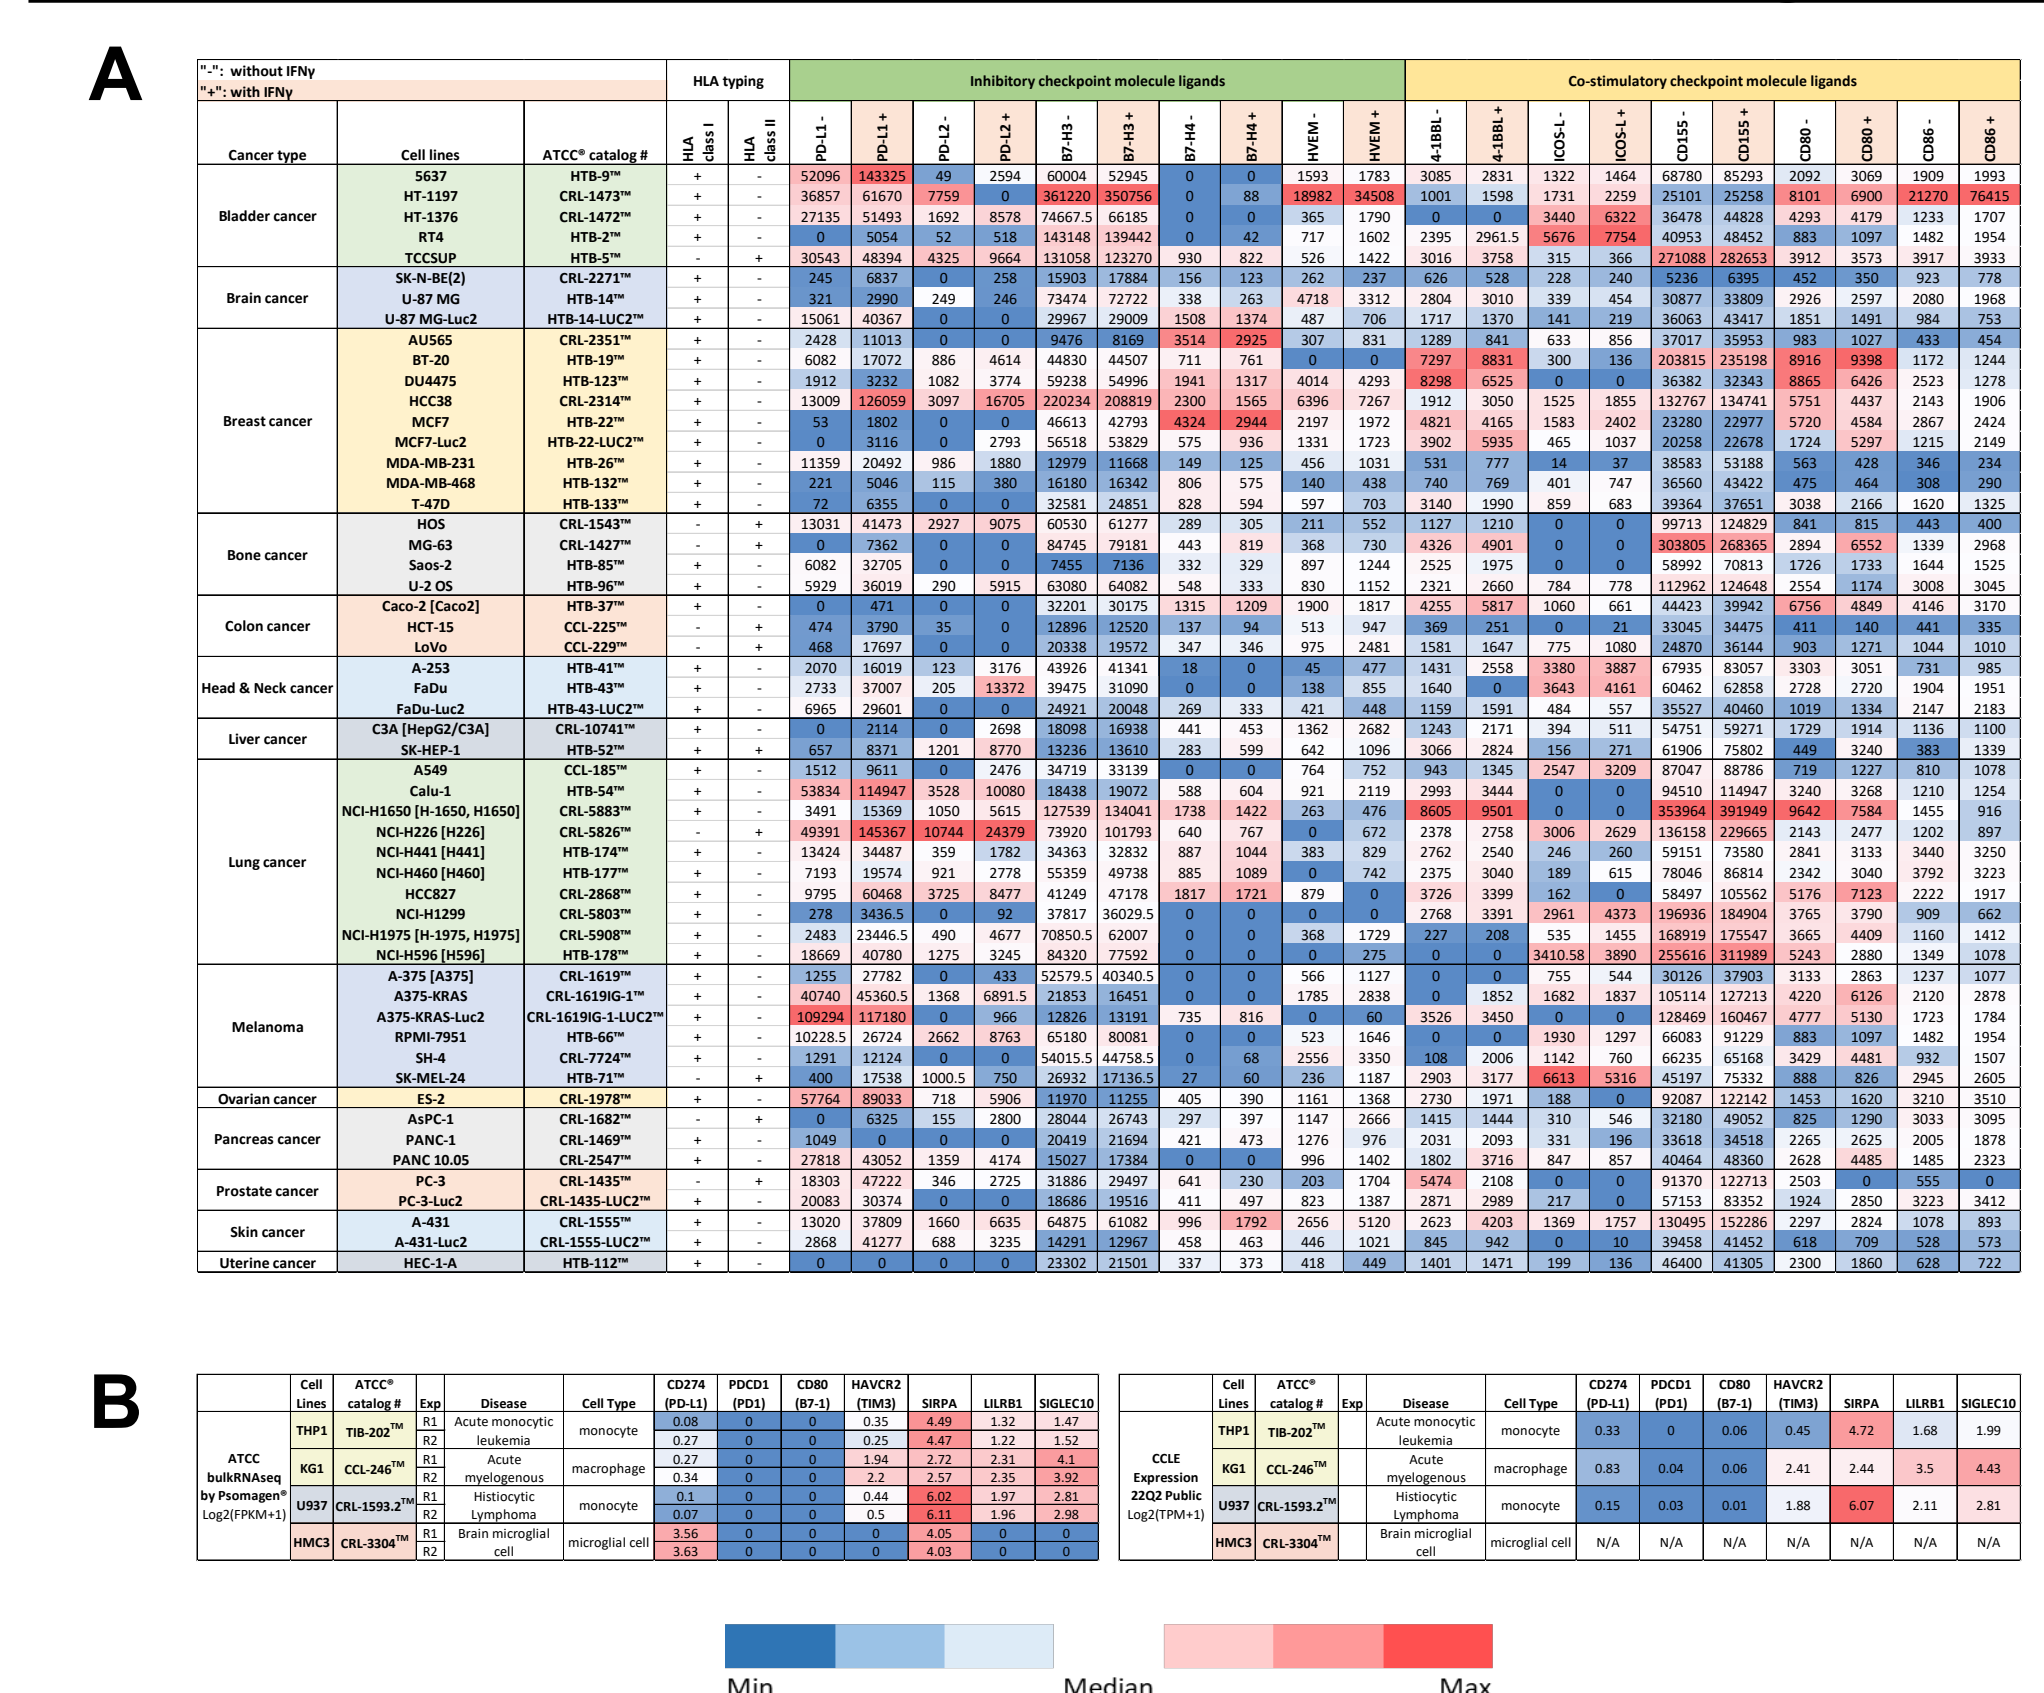 A
"-": without IFNγ
"+": with IFNγ
HLA typing
Inhibitory checkpoint molecule ligands
Co-stimulatory checkpoint molecule ligands
Cancer type Cell lines ATCC® catalog # HLA class I HLA class II PD-L1 - PD-L1 + PD-L2 - PD-L2 + B7-H3 - B7-H3 + B7-H4 - B7-H4 + HVEM - HVEM + 4-1BBL - 4-1BBL + ICOS-L - ICOS-L + CD155 - CD155 + CD80 - CD80 + CD86 - CD86 +
Bladder cancer
5637 HTB-9™ + - 52096 143325 49 2594 60004 52945 0 0 1593 1783 3085 2831 1322 1464 68780 85293 2092 3069 1909 1993
HT-1197 CRL-1473™ + - 36857 61670 7759 0 361220 350756 0 88 18982 34508 1001 1598 1731 2259 25101 25258 8101 6900 21270 76415
HT-1376 CRL-1472™ + - 27135 51493 1692 8578 74667.5 66185 0 0 365 1790 0 0 3440 6322 36478 44828 4293 4179 1233 1707
RT4 HTB-2™ + - 0 5054 52 518 143148 139442 0 42 717 1602 2395 2961.5 5676 7754 40953 48452 883 1097 1482 1954
TCCSUP HTB-5™ - + 30543 48394 4325 9664 131058 123270 930 822 526 1422 3016 3758 315 366 271088 282653 3912 3573 3917 3933
Brain cancer
SK-N-BE(2) CRL-2271™ + - 245 6837 0 258 15903 17884 156 123 262 237 626 528 228 240 5236 6395 452 350 923 778
U-87 MG HTB-14™ + - 321 2990 249 246 73474 72722 338 263 4718 3312 2804 3010 339 454 30877 33809 2926 2597 2080 1968
U-87 MG-Luc2 HTB-14-LUC2™ + - 15061 40367 0 0 29967 29009 1508 1374 487 706 1717 1370 141 219 36063 43417 1851 1491 984 753
Breast cancer
AU565 CRL-2351™ + - 2428 11013 0 0 9476 8169 3514 2925 307 831 1289 841 633 856 37017 35953 983 1027 433 454
BT-20 HTB-19™ + - 6082 17072 886 4614 44830 44507 711 761 0 0 7297 8831 300 136 203815 235198 8916 9398 1172 1244
DU4475 HTB-123™ + - 1912 3232 1082 3774 59238 54996 1941 1317 4014 4293 8298 6525 0 0 36382 32343 8865 6426 2523 1278
HCC38 CRL-2314™ + - 13009 126059 3097 16705 220234 208819 2300 1565 6396 7267 1912 3050 1525 1855 132767 134741 5751 4437 2143 1906
MCF7 HTB-22™ + - 53 1802 0 0 46613 42793 4324 2944 2197 1972 4821 4165 1583 2402 23280 22977 5720 4584 2867 2424
MCF7-Luc2 HTB-22-LUC2™ + - 0 3116 0 2793 56518 53829 575 936 1331 1723 3902 5935 465 1037 20258 22678 1724 5297 1215 2149
MDA-MB-231 HTB-26™ + - 11359 20492 986 1880 12979 11668 149 125 456 1031 531 777 14 37 38583 53188 563 428 346 234
MDA-MB-468 HTB-132™ + - 221 5046 115 380 16180 16342 806 575 140 438 740 769 401 747 36560 43422 475 464 308 290
T-47D HTB-133™ + - 72 6355 0 0 32581 24851 828 594 597 703 3140 1990 859 683 39364 37651 3038 2166 1620 1325
Bone cancer
HOS CRL-1543™ - + 13031 41473 2927 9075 60530 61277 289 305 211 552 1127 1210 0 0 99713 124829 841 815 443 400
MG-63 CRL-1427™ - + 0 7362 0 0 84745 79181 443 819 368 730 4326 4901 0 0 303805 268365 2894 6552 1339 2968
Saos-2 HTB-85™ + - 6082 32705 0 0 7455 7136 332 329 897 1244 2525 1975 0 0 58992 70813 1726 1733 1644 1525
U-2 OS HTB-96™ + - 5929 36019 290 5915 63080 64082 548 333 830 1152 2321 2660 784 778 112962 124648 2554 1174 3008 3045
Colon cancer
Caco-2 [Caco2] HTB-37™ + - 0 471 0 0 32201 30175 1315 1209 1900 1817 4255 5817 1060 661 44423 39942 6756 4849 4146 3170
HCT-15 CCL-225™ - + 474 3790 35 0 12896 12520 137 94 513 947 369 251 0 21 33045 34475 411 140 441 335
LoVo CCL-229™ - + 468 17697 0 0 20338 19572 347 346 975 2481 1581 1647 775 1080 24870 36144 903 1271 1044 1010
Head & Neck cancer
A-253 HTB-41™ + - 2070 16019 123 3176 43926 41341 18 0 45 477 1431 2558 3380 3887 67935 83057 3303 3051 731 985
FaDu HTB-43™ + - 2733 37007 205 13372 39475 31090 0 0 138 855 1640 0 3643 4161 60462 62858 2728 2720 1904 1951
FaDu-Luc2 HTB-43-LUC2™ + - 6965 29601 0 0 24921 20048 269 333 421 448 1159 1591 484 557 35527 40460 1019 1334 2147 2183
Liver cancer
C3A [HepG2/C3A] CRL-10741™ + - 0 2114 0 2698 18098 16938 441 453 1362 2682 1243 2171 394 511 54751 59271 1729 1914 1136 1100
SK-HEP-1 HTB-52™ + + 657 8371 1201 8770 13236 13610 283 599 642 1096 3066 2824 156 271 61906 75802 449 3240 383 1339
Lung cancer
A549 CCL-185™ + - 1512 9611 0 2476 34719 33139 0 0 764 752 943 1345 2547 3209 87047 88786 719 1227 810 1078
Calu-1 HTB-54™ + - 53834 114947 3528 10080 18438 19072 588 604 921 2119 2993 3444 0 0 94510 114947 3240 3268 1210 1254
NCI-H1650 [H-1650, H1650] CRL-5883™ + - 3491 15369 1050 5615 127539 134041 1738 1422 263 476 8605 9501 0 0 353964 391949 9642 7584 1455 916
NCI-H226 [H226] CRL-5826™ - + 49391 145367 10744 24379 73920 101793 640 767 0 672 2378 2758 3006 2629 136158 229665 2143 2477 1202 897
NCI-H441 [H441] HTB-174™ + - 13424 34487 359 1782 34363 32832 887 1044 383 829 2762 2540 246 260 59151 73580 2841 3133 3440 3250
NCI-H460 [H460] HTB-177™ + - 7193 19574 921 2778 55359 49738 885 1089 0 742 2375 3040 189 615 78046 86814 2342 3040 3792 3223
HCC827 CRL-2868™ + - 9795 60468 3725 8477 41249 47178 1817 1721 879 0 3726 3399 162 0 58497 105562 5176 7123 2222 1917
NCI-H1299 CRL-5803™ + - 278 3436.5 0 92 37817 36029.5 0 0 0 0 2768 3391 2961 4373 196936 184904 3765 3790 909 662
NCI-H1975 [H-1975, H1975] CRL-5908™ + - 2483 23446.5 490 4677 70850.5 62007 0 0 368 1729 227 208 535 1455 168919 175547 3665 4409 1160 1412
NCI-H596 [H596] HTB-178™ + - 18669 40780 1275 3245 84320 77592 0 0 0 275 0 0 3410.58 3890 255616 311989 5243 2880 1349 1078
Melanoma
A-375 [A375] CRL-1619™ + - 1255 27782 0 433 52579.5 40340.5 0 0 566 1127 0 0 755 544 30126 37903 3133 2863 1237 1077
A375-KRAS CRL-1619IG-1™ + - 40740 45360.5 1368 6891.5 21853 16451 0 0 1785 2838 0 1852 1682 1837 105114 127213 4220 6126 2120 2878
A375-KRAS-Luc2 CRL-1619IG-1-LUC2™ + - 109294 117180 0 966 12826 13191 735 816 0 60 3526 3450 0 0 128469 160467 4777 5130 1723 1784
RPMI-7951 HTB-66™ + - 10228.5 26724 2662 8763 65180 80081 0 0 523 1646 0 0 1930 1297 66083 91229 883 1097 1482 1954
SH-4 CRL-7724™ + - 1291 12124 0 0 54015.5 44758.5 0 68 2556 3350 108 2006 1142 760 66235 65168 3429 4481 932 1507
SK-MEL-24 HTB-71™ - + 400 17538 1000.5 750 26932 17136.5 27 60 236 1187 2903 3177 6613 5316 45197 75332 888 826 2945 2605
Ovarian cancer ES-2 CRL-1978™ + - 57764 89033 718 5906 11970 11255 405 390 1161 1368 2730 1971 188 0 92087 122142 1453 1620 3210 3510
Pancreas cancer
AsPC-1 CRL-1682™ - + 0 6325 155 2800 28044 26743 297 397 1147 2666 1415 1444 310 546 32180 49052 825 1290 3033 3095
PANC-1 CRL-1469™ + - 1049 0 0 0 20419 21694 421 473 1276 976 2031 2093 331 196 33618 34518 2265 2625 2005 1878
PANC 10.05 CRL-2547™ + - 27818 43052 1359 4174 15027 17384 0 0 996 1402 1802 3716 847 857 40464 48360 2628 4485 1485 2323
Prostate cancer
PC-3 CRL-1435™ - + 18303 47222 346 2725 31886 29497 641 230 203 1704 5474 2108 0 0 91370 122713 2503 0 555 0
PC-3-Luc2 CRL-1435-LUC2™ + - 20083 30374 0 0 18686 19516 411 497 823 1387 2871 2989 217 0 57153 83352 1924 2850 3223 3412
Skin cancer
A-431 CRL-1555™ + - 13020 37809 1660 6635 64875 61082 996 1792 2656 5120 2623 4203 1369 1757 130495 152286 2297 2824 1078 893
A-431-Luc2 CRL-1555-LUC2™ + - 2868 41277 688 3235 14291 12967 458 463 446 1021 845 942 0 10 39458 41452 618 709 528 573
Uterine cancer HEC-1-A HTB-112™ + - 0 0 0 0 23302 21501 337 373 418 449 1401 1471 199 136 46400 41305 2300 1860 628 722
B
Cell Lines ATCC® catalog # Exp Disease Cell Type CD274 (PD-L1) PDCD1 (PD1) CD80 (B7-1) HAVCR2 (TIM3) SIRPA LILRB1 SIGLEC10
ATCC bulkRNAseq by Psomagen® Log2(FPKM+1)
THP1 TIB-202™ Acute monocytic leukemia monocyte
R1 0.08 0 0 0.35 4.49 1.32 1.47
R2 0.27 0 0 0.25 4.47 1.22 1.52
KG1 CCL-246™ Acute myelogenous macrophage
R1 0.27 0 0 1.94 2.72 2.31 4.1
R2 0.34 0 0 2.2 2.57 2.35 3.92
U937 CRL-1593.2™ Histiocytic Lymphoma monocyte
R1 0.1 0 0 0.44 6.02 1.97 2.81
R2 0.07 0 0 0.5 6.11 1.96 2.98
HMC3 CRL-3304™ Brain microglial cell microglial cell
R1 3.56 0 0 0 4.05 0 0
R2 3.63 0 0 0 4.03 0 0
Cell Lines ATCC® catalog # Exp Disease Cell Type CD274 (PD-L1) PDCD1 (PD1) CD80 (B7-1) HAVCR2 (TIM3) SIRPA LILRB1 SIGLEC10
CCLE Expression 22Q2 Public Log2(TPM+1)
THP1 TIB-202™ Acute monocytic leukemia monocyte 0.33 0 0.06 0.45 4.72 1.68 1.99
KG1 CCL-246™ Acute myelogenous macrophage 0.83 0.04 0.06 2.41 2.44 3.5 4.43
U937 CRL-1593.2™ Histiocytic Lymphoma monocyte 0.15 0.03 0.01 1.88 6.07 2.11 2.81
HMC3 CRL-3304™ Brain microglial cell microglial cell N/A N/A N/A N/A N/A N/A N/A
Min Median Max